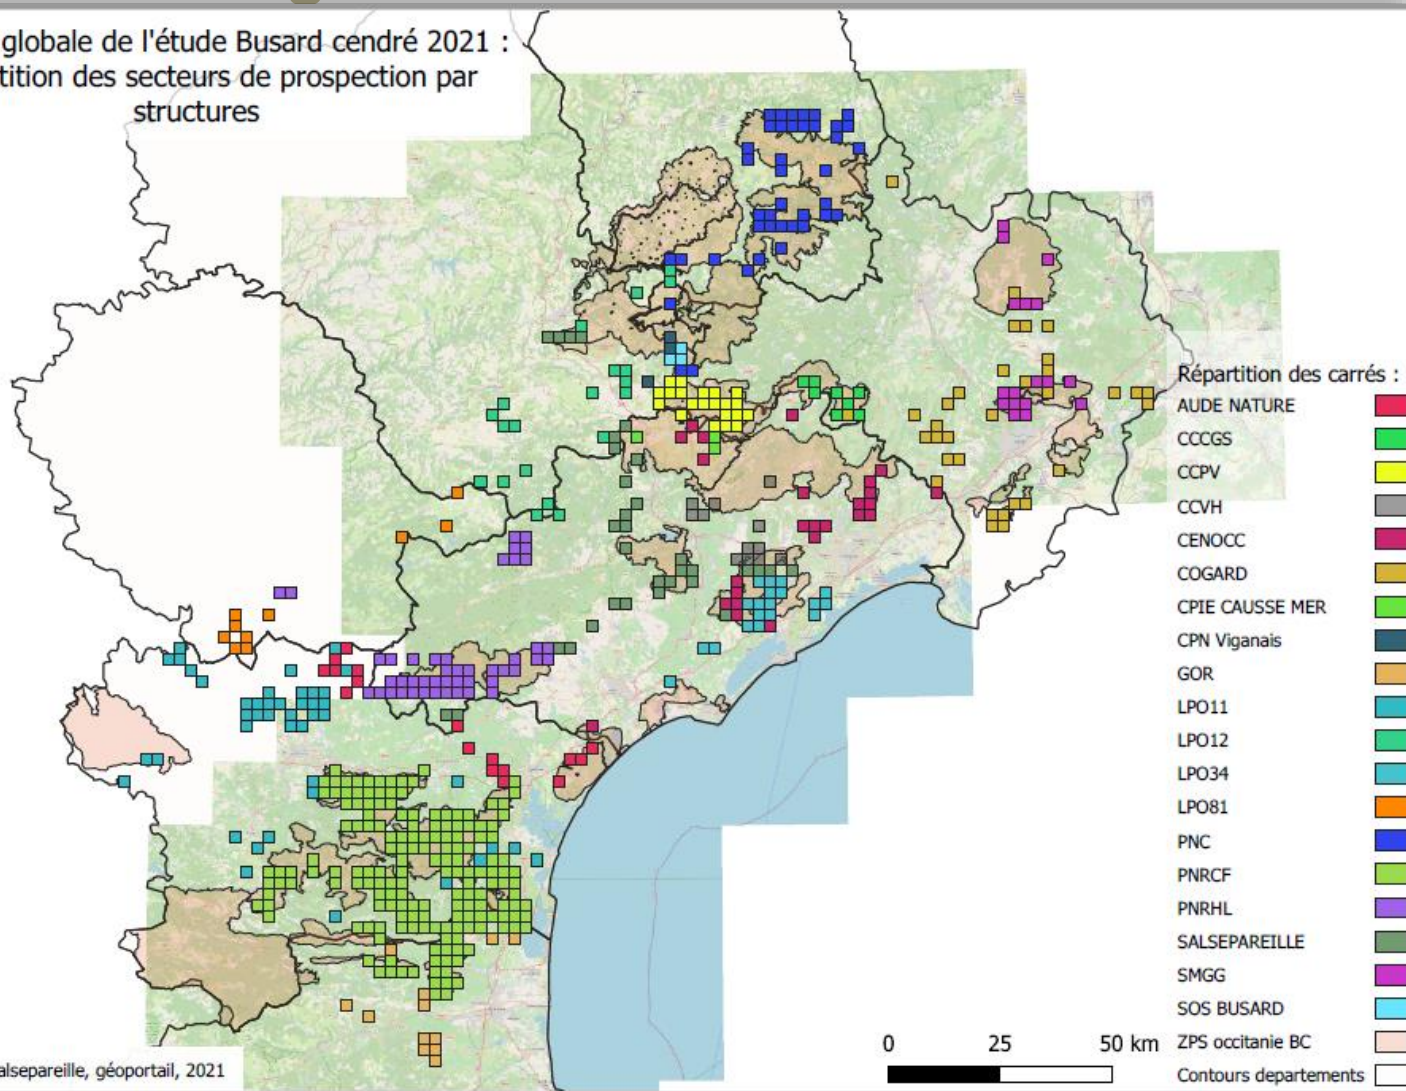 globale de l'étude Busard cendré 2021 :
tition des secteurs de prospection par
structures
Répartition des carrés :
AUDE NATURE
CCCGS
CCPV
CCVH
CENOCC
COGARD
CPIE CAUSSE MER
CPN Viganais
GOR
LPO11
LPO12
LPO34
LPO81
PNC
PNRCF
PNRHL
SALSEPAREILLE
SMGG
SOS BUSARD
ZPS occitanie BC
Contours departements
0 25 50 km
alsepareille, géoportail, 2021